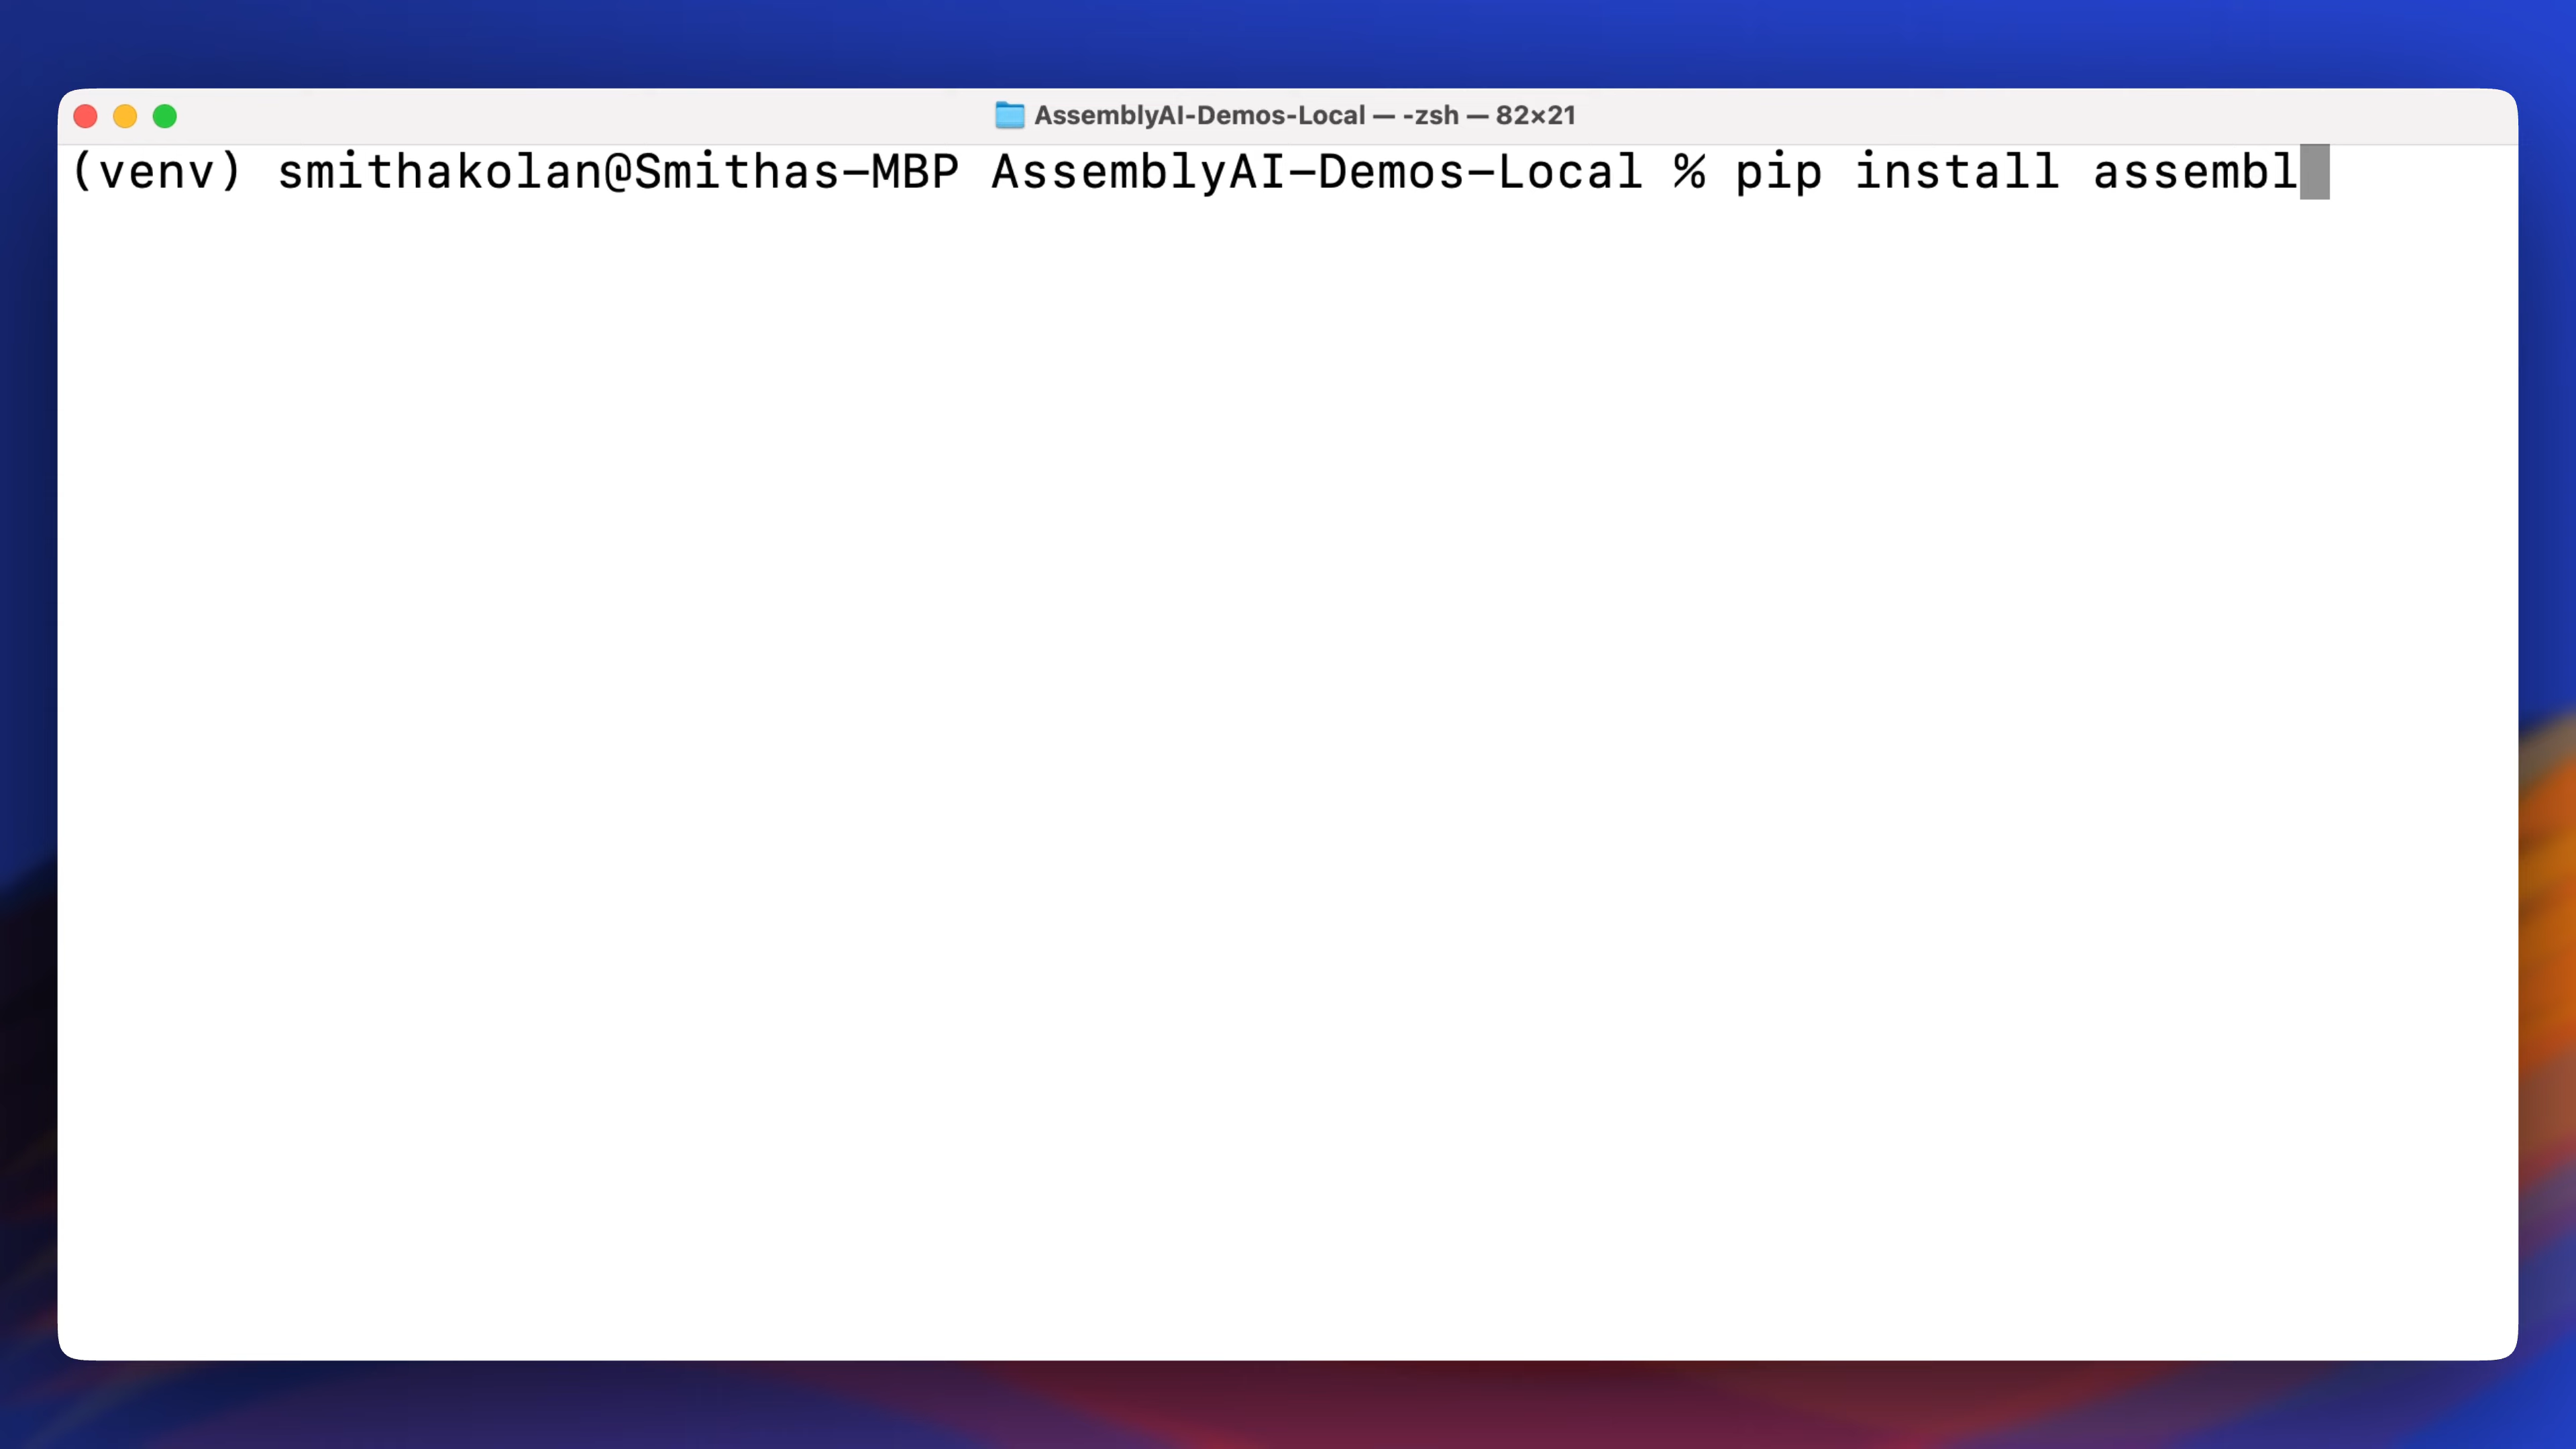 AssemblyAI-Demos-Local — -zsh — 82×21
(venv) smithakolan@Smithas-MBP AssemblyAI-Demos-Local % pip install assembl